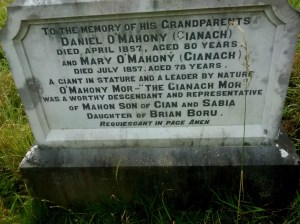 TO THE MEMORY OF HIS GRANDPARENTS
DANIEL O'MAHONY (CIANACH)
DIED, APRIL 1857, AGED 80 YEARS
AND MARY O'MAHONY (CIANACH)
DIED JULY 1857, AGED 78 YEARS.
A GIANT IN STATURE AND A LEADER BY NATURE
O'MAHONY MOR-"THE CIANACH MOR"
WAS A WORTHY DESCENDANT AND REPRESENTATIVE
OF MAHON SON OF CIAN AND SABIA
DAUGHTER OF BRIAN BORU.
REQUIESCANT IN PACE AMEN